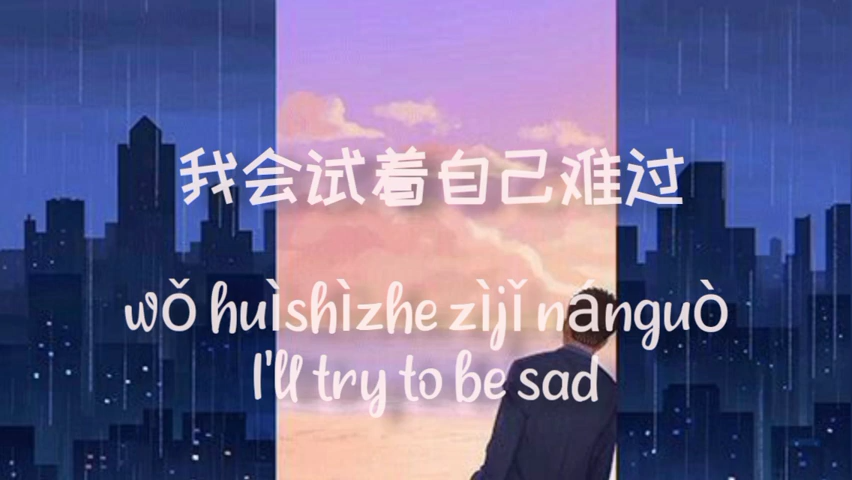 我会试着自己难过
wǒ huìshìzhe zìjǐ nánguò
I'll try to be sad